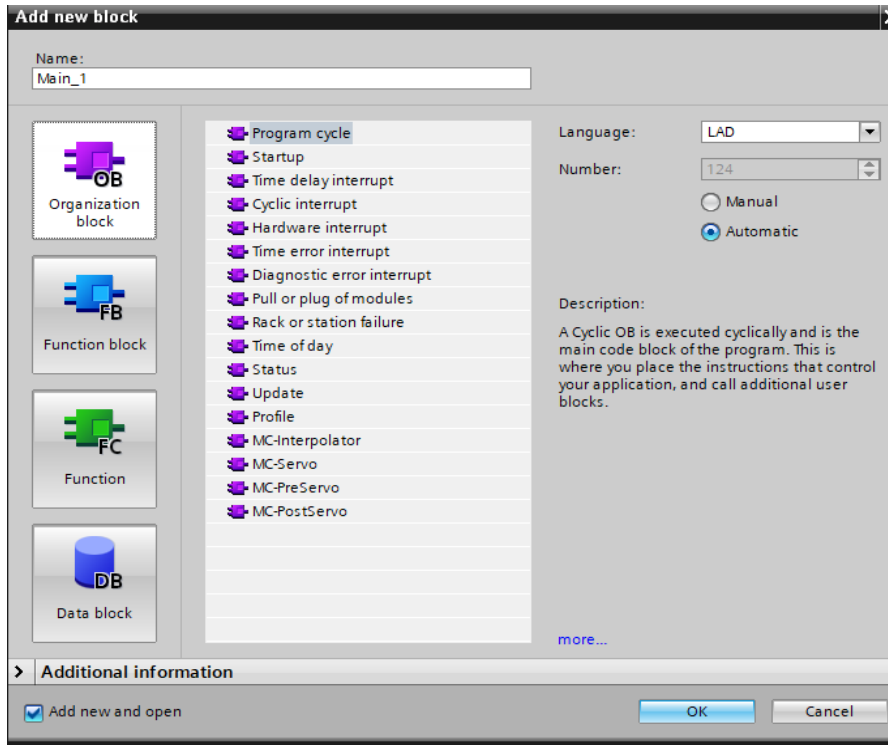 Add new block
Name:
Main_1
OB
Organization
block
FB
Function block
FC
Function
DB
Data block
Program cycle
Startup
Time delay interrupt
Cyclic interrupt
Hardware interrupt
Time error interrupt
Diagnostic error interrupt
Pull or plug of modules
Rack or station failure
Time of day
Status
Update
Profile
MC-Interpolator
MC-Servo
MC-PreServo
MC-PostServo
Language:
LAD
Number:
124
Manual
Automatic
Description:
A Cyclic OB is executed cyclically and is the
main code block of the program. This is
where you place the instructions that control
your application, and call additional user
blocks.
more...
Additional information
Add new and open
OK
Cancel